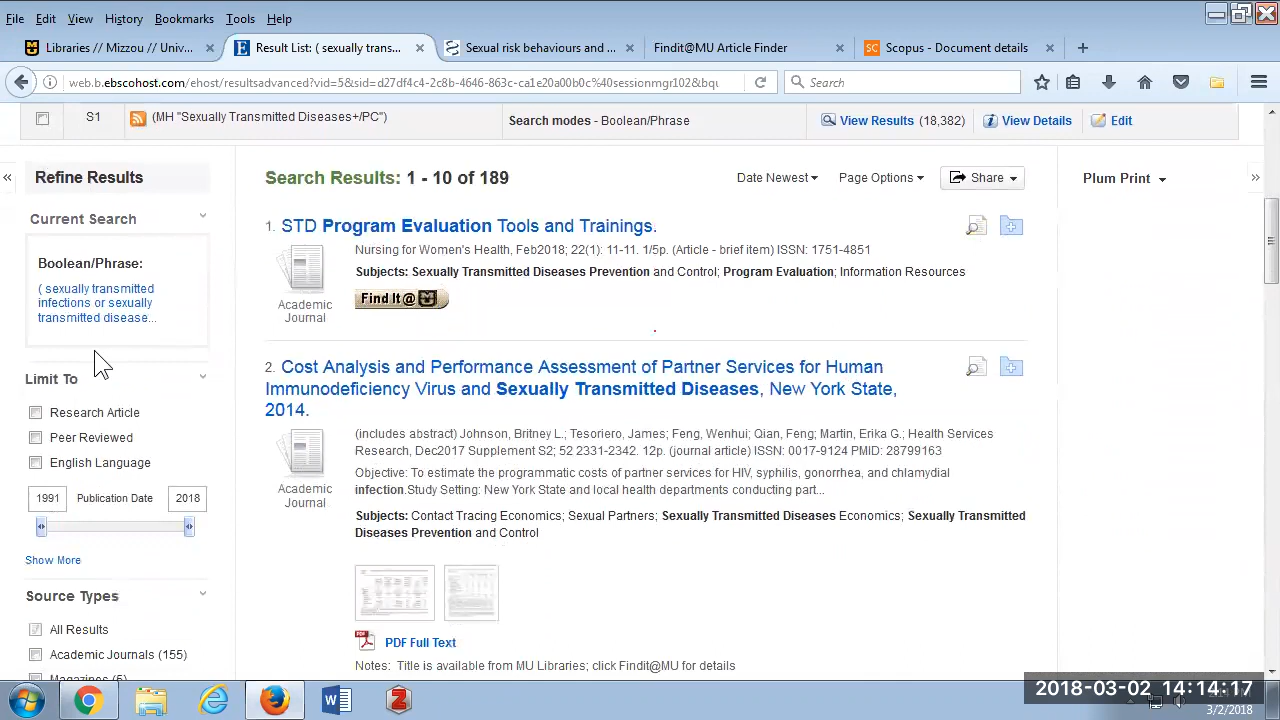 File Edit View History Bookmarks Tools Help
Libraries // Mizzou // Univ... × Result List: ( sexually trans... × Sexual risk behaviours and ... × Findit@MU Article Finder × Scopus - Document details × +
web.b.ebscohost.com/ehost/resultsadvanced?vid=5&sid=d27df4c4-2c8b-4646-863c-ca1e20a00b0c%40sessionmgr102&bqu Search
S1 (MH "Sexually Transmitted Diseases+/PC") Search modes - Boolean/Phrase View Results (18,382) View Details Edit
« Refine Results
Current Search
Boolean/Phrase:
( sexually transmitted
infections or sexually
transmitted disease...
Limit To
Research Article
Peer Reviewed
English Language
1991 Publication Date 2018
Show More
Source Types
All Results
Academic Journals (155)
Magazines (5)
Search Results: 1 - 10 of 189 Date Newest Page Options Share
1. STD Program Evaluation Tools and Trainings.
Nursing for Women's Health, Feb2018; 22(1): 11-11. 1/5p. (Article - brief item) ISSN: 1751-4851
Subjects: Sexually Transmitted Diseases Prevention and Control; Program Evaluation; Information Resources
Find It @
Academic
Journal
2. Cost Analysis and Performance Assessment of Partner Services for Human
Immunodeficiency Virus and Sexually Transmitted Diseases, New York State,
2014.
(includes abstract) Johnson, Britney L.; Tesoriero, James; Feng, Wenhui; Qian, Feng; Martin, Erika G.; Health Services
Research, Dec2017 Supplement S2; 52 2331-2342. 12p. (journal article) ISSN: 0017-9124 PMID: 28799163
Objective: To estimate the programmatic costs of partner services for HIV, syphilis, gonorrhea, and chlamydial
infection.Study Setting: New York State and local health departments conducting part...
Academic
Journal
Subjects: Contact Tracing Economics; Sexual Partners; Sexually Transmitted Diseases Economics; Sexually Transmitted
Diseases Prevention and Control
PDF Full Text
Notes: Title is available from MU Libraries; click Findit@MU for details
Plum Print »
2018-03-02 14:14:17
3/2/2018